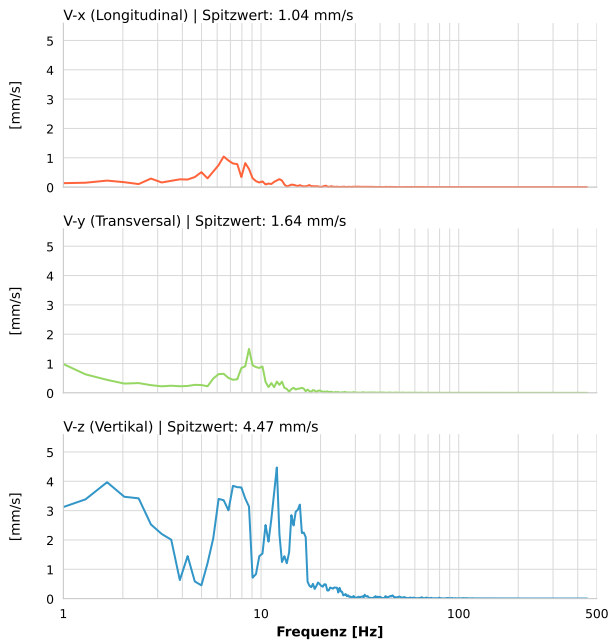 V-x (Longitudinal) | Spitzwert: 1.04 mm/s
5
4
3
2
1
0
[mm/s]
V-y (Transversal) | Spitzwert: 1.64 mm/s
5
4
3
2
1
0
[mm/s]
V-z (Vertikal) | Spitzwert: 4.47 mm/s
5
4
3
2
1
0
[mm/s]
1 10 100 500
Frequenz [Hz]